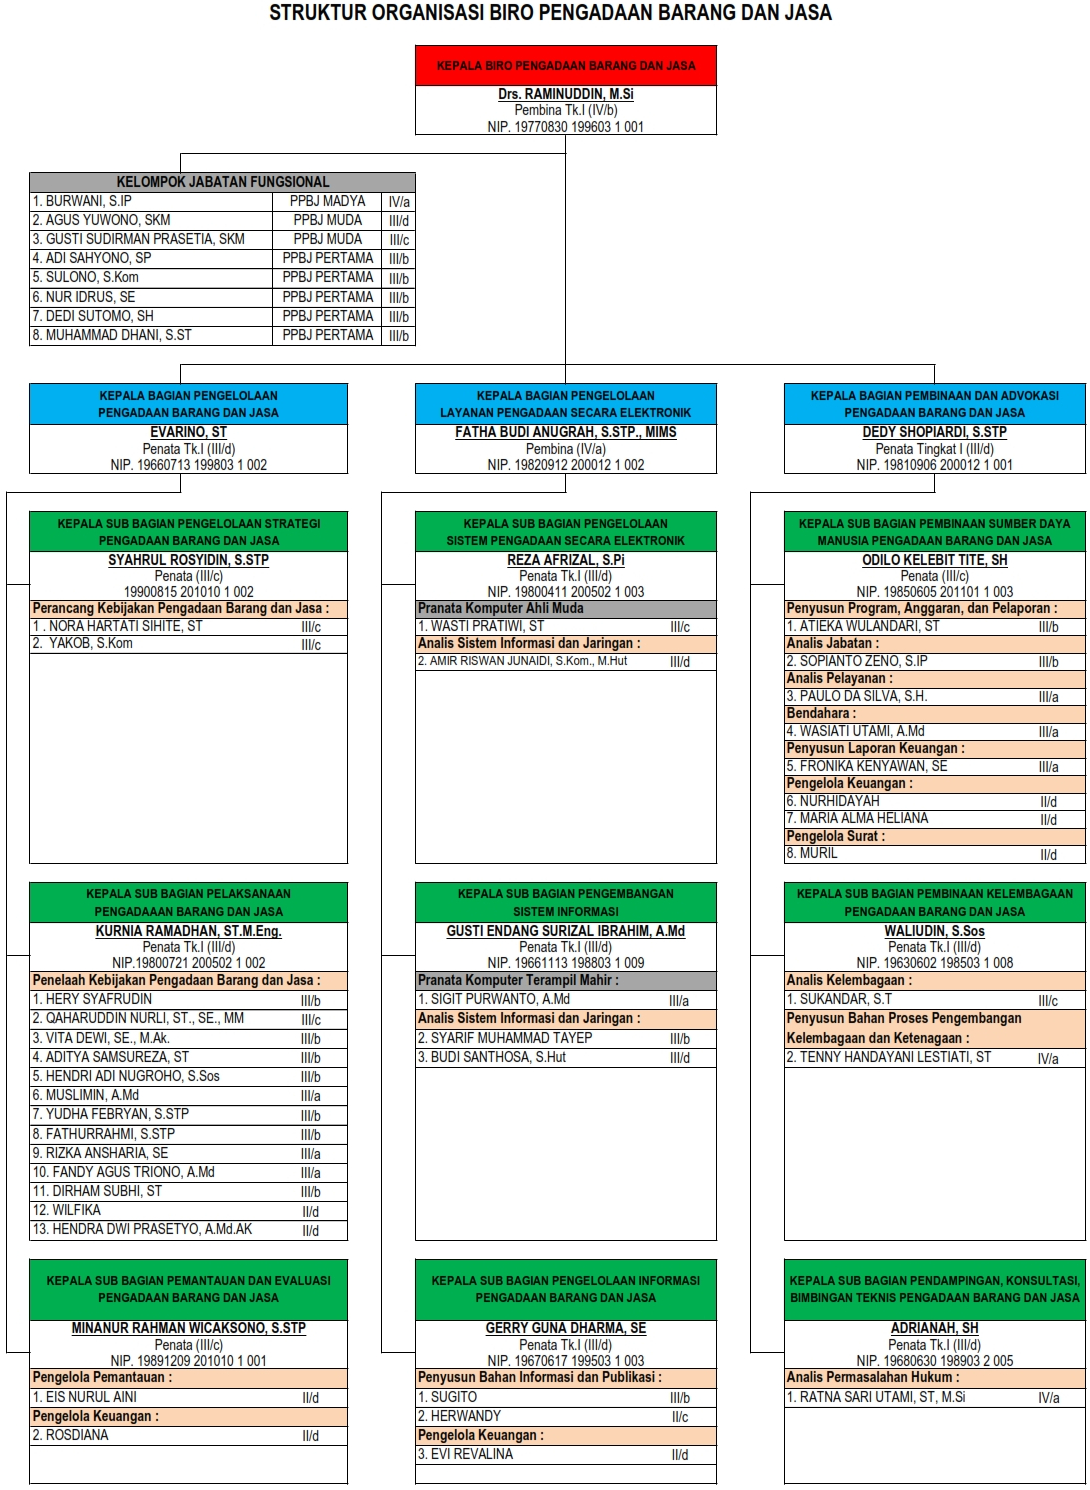 STRUKTUR ORGANISASI BIRO PENGADAAN BARANG DAN JASA
KEPALA BIRO PENGADAAN BARANG DAN JASA
Drs. RAMINUDDIN, M.Si
Pembina Tk.I (IV/b)
NIP. 19770830 199603 1 001
KELOMPOK JABATAN FUNGSIONAL
1. BURWANI, S.IP PPBJ MADYA IV/a
2. AGUS YUWONO, SKM PPBJ MUDA III/d
3. GUSTI SUDIRMAN PRASETIA, SKM PPBJ MUDA III/c
4. ADI SAHYONO, SP PPBJ PERTAMA III/b
5. SULONO, S.Kom PPBJ PERTAMA III/b
6. NUR IDRUS, SE PPBJ PERTAMA III/b
7. DEDI SUTOMO, SH PPBJ PERTAMA III/b
8. MUHAMMAD DHANI, S.ST PPBJ PERTAMA III/b
KEPALA BAGIAN PENGELOLAAN
PENGADAAN BARANG DAN JASA
EVARINO, ST
Penata Tk.I (III/d)
NIP. 19660713 199803 1 002
KEPALA SUB BAGIAN PENGELOLAAN STRATEGI
PENGADAAN BARANG DAN JASA
SYAHRUL ROSYIDIN, S.STP
Penata (III/c)
19900815 201010 1 002
Perancang Kebijakan Pengadaan Barang dan Jasa :
1 . NORA HARTATI SIHITE, ST III/c
2. YAKOB, S.Kom III/c
KEPALA SUB BAGIAN PELAKSANAAN
PENGADAAAN BARANG DAN JASA
KURNIA RAMADHAN, ST.M.Eng.
Penata Tk.I (III/d)
NIP.19800721 200502 1 002
Penelaah Kebijakan Pengadaan Barang dan Jasa :
1. HERY SYAFRUDIN III/b
2. QAHARUDDIN NURLI, ST., SE., MM III/c
3. VITA DEWI, SE., M.Ak. III/b
4. ADITYA SAMSUREZA, ST III/b
5. HENDRI ADI NUGROHO, S.Sos III/b
6. MUSLIMIN, A.Md III/a
7. YUDHA FEBRYAN, S.STP III/b
8. FATHURRAHMI, S.STP III/b
9. RIZKA ANSHARIA, SE III/a
10. FANDY AGUS TRIONO, A.Md III/a
11. DIRHAM SUBHI, ST III/b
12. WILFIKA II/d
13. HENDRA DWI PRASETYO, A.Md.AK II/d
KEPALA SUB BAGIAN PEMANTAUAN DAN EVALUASI
PENGADAAN BARANG DAN JASA
MINANUR RAHMAN WICAKSONO, S.STP
Penata (III/c)
NIP. 19891209 201010 1 001
Pengelola Pemantauan :
1. EIS NURUL AINI II/d
Pengelola Keuangan :
2. ROSDIANA II/d
KEPALA BAGIAN PENGELOLAAN
LAYANAN PENGADAAN SECARA ELEKTRONIK
FATHA BUDI ANUGRAH, S.STP., MIMS
Pembina (IV/a)
NIP. 19820912 200012 1 002
KEPALA SUB BAGIAN PENGELOLAAN
SISTEM PENGADAAN SECARA ELEKTRONIK
REZA AFRIZAL, S.Pi
Penata Tk.I (III/d)
NIP. 19800411 200502 1 003
Pranata Komputer Ahli Muda
1. WASTI PRATIWI, ST III/c
Analis Sistem Informasi dan Jaringan :
2. AMIR RISWAN JUNAIDI, S.Kom., M.Hut III/d
KEPALA SUB BAGIAN PENGEMBANGAN
SISTEM INFORMASI
GUSTI ENDANG SURIZAL IBRAHIM, A.Md
Penata Tk.I (III/d)
NIP. 19661113 198803 1 009
Pranata Komputer Terampil Mahir :
1. SIGIT PURWANTO, A.Md III/a
Analis Sistem Informasi dan Jaringan :
2. SYARIF MUHAMMAD TAYEP III/b
3. BUDI SANTHOSA, S.Hut III/d
KEPALA SUB BAGIAN PENGELOLAAN INFORMASI
PENGADAAN BARANG DAN JASA
GERRY GUNA DHARMA, SE
Penata Tk.I (III/d)
NIP. 19670617 199503 1 003
Penyusun Bahan Informasi dan Publikasi :
1. SUGITO III/b
2. HERWANDY II/c
Pengelola Keuangan :
3. EVI REVALINA II/d
KEPALA BAGIAN PEMBINAAN DAN ADVOKASI
PENGADAAN BARANG DAN JASA
DEDY SHOPIARDI, S.STP
Penata Tingkat I (III/d)
NIP. 19810906 200012 1 001
KEPALA SUB BAGIAN PEMBINAAN SUMBER DAYA
MANUSIA PENGADAAN BARANG DAN JASA
ODILO KELEBIT TITE, SH
Penata (III/c)
NIP. 19850605 201101 1 003
Penyusun Program, Anggaran, dan Pelaporan :
1. ATIEKA WULANDARI, ST III/b
Analis Jabatan :
2. SOPIANTO ZENO, S.IP III/b
Analis Pelayanan :
3. PAULO DA SILVA, S.H. III/a
Bendahara :
4. WASIATI UTAMI, A.Md III/a
Penyusun Laporan Keuangan :
5. FRONIKA KENYAWAN, SE III/a
Pengelola Keuangan :
6. NURHIDAYAH II/d
7. MARIA ALMA HELIANA II/d
Pengelola Surat :
8. MURIL II/d
KEPALA SUB BAGIAN PEMBINAAN KELEMBAGAAN
PENGADAAN BARANG DAN JASA
WALIUDIN, S.Sos
Penata Tk.I (III/d)
NIP. 19630602 198503 1 008
Analis Kelembagaan :
1. SUKANDAR, S.T III/c
Penyusun Bahan Proses Pengembangan
Kelembagaan dan Ketenagaan :
2. TENNY HANDAYANI LESTIATI, ST IV/a
KEPALA SUB BAGIAN PENDAMPINGAN, KONSULTASI,
BIMBINGAN TEKNIS PENGADAAN BARANG DAN JASA
ADRIANAH, SH
Penata Tk.I (III/d)
NIP. 19680630 198903 2 005
Analis Permasalahan Hukum :
1. RATNA SARI UTAMI, ST, M.Si IV/a